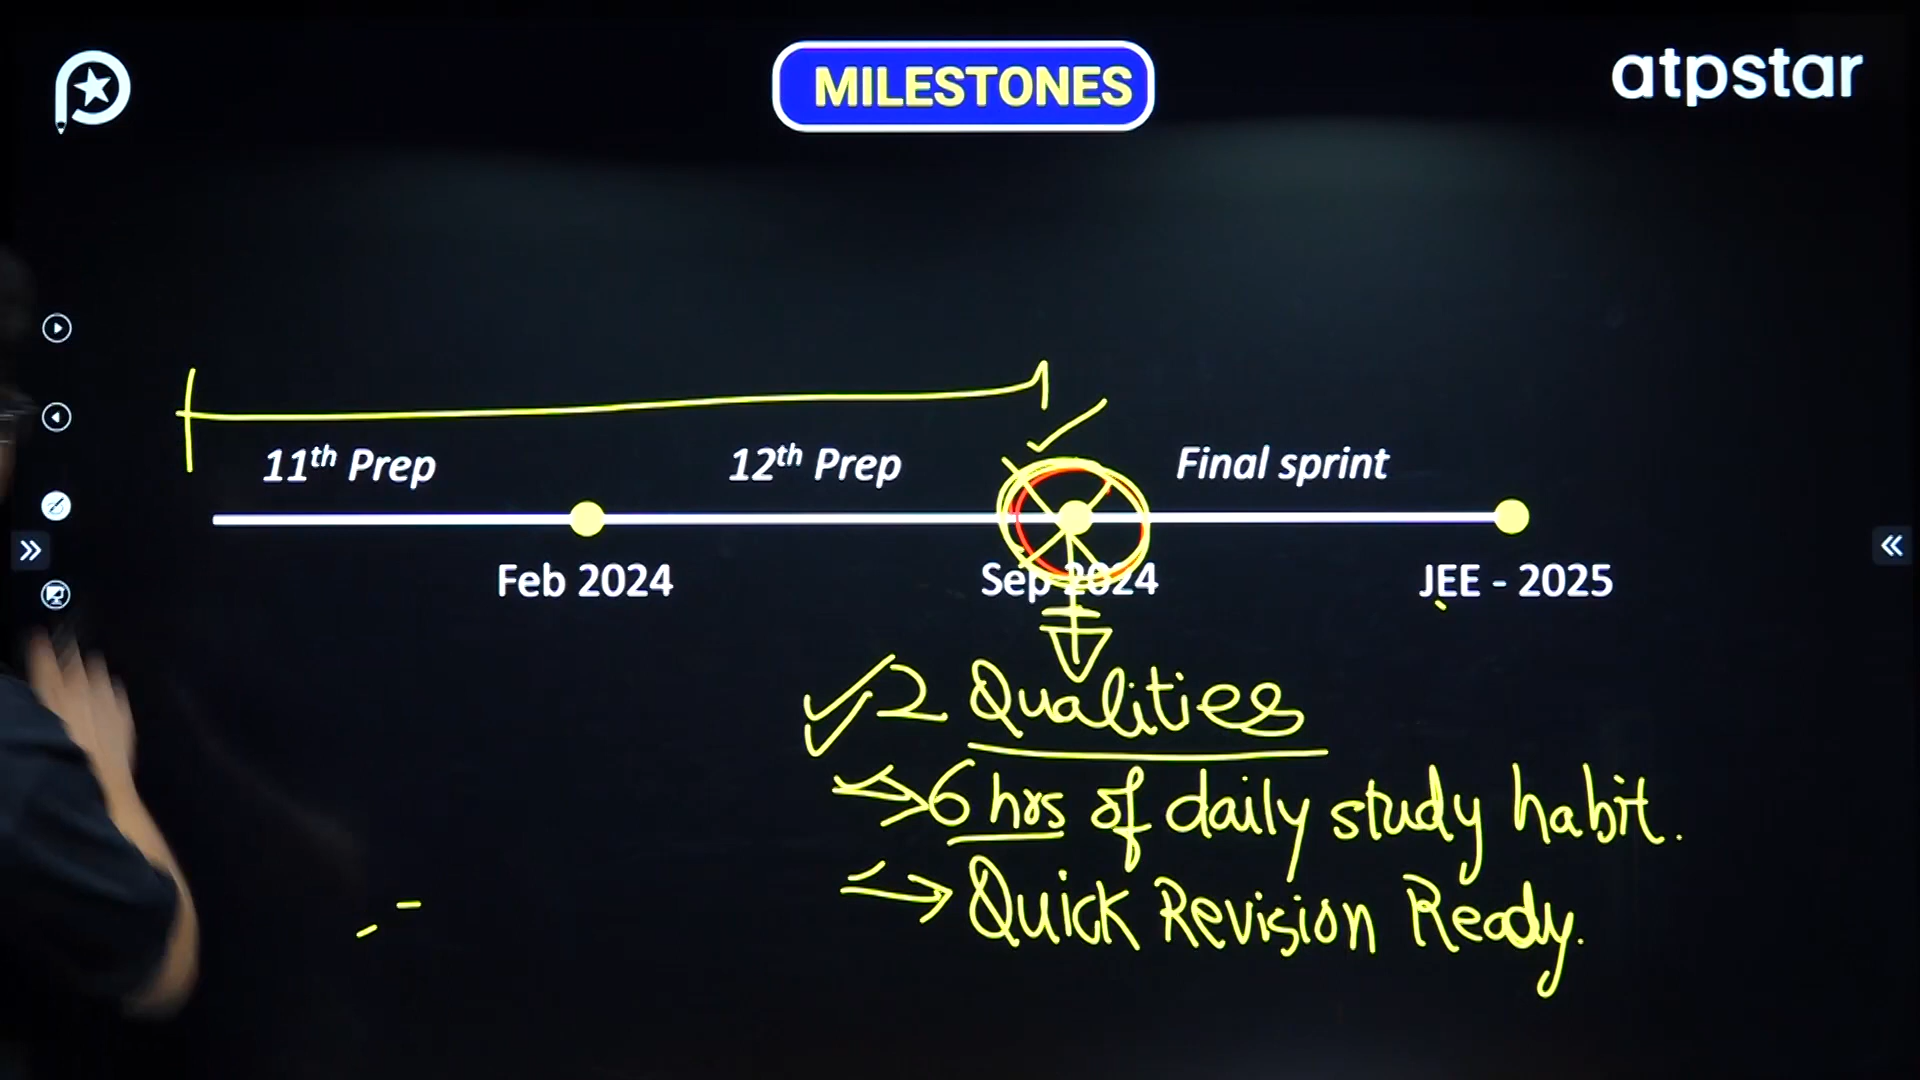 MILESTONES
atpstar
11th Prep
12th Prep
Final sprint
Feb 2024
Sep 2024
JEE - 2025
2 Qualities
6 hrs of daily study habit.
Quick Revision Ready.